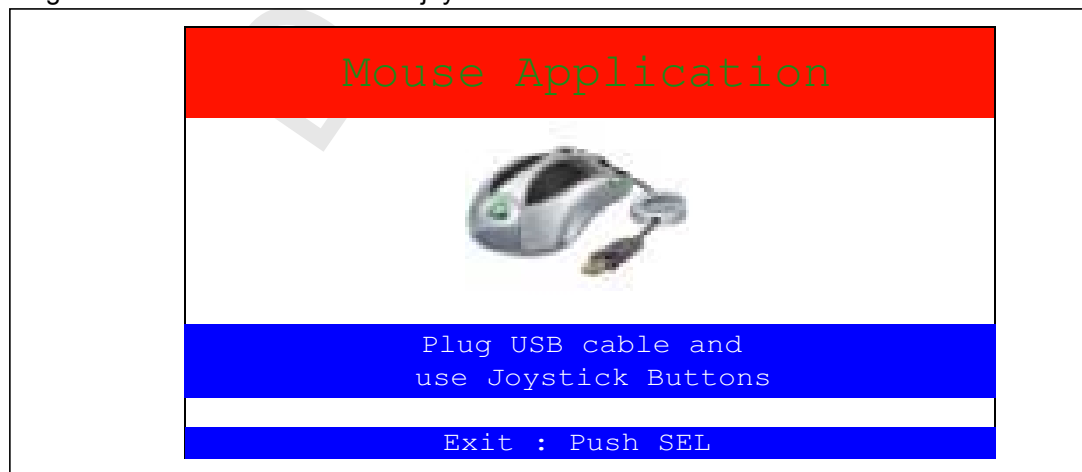 Mouse Application
Plug USB cable and
use Joystick Buttons
Exit : Push SEL